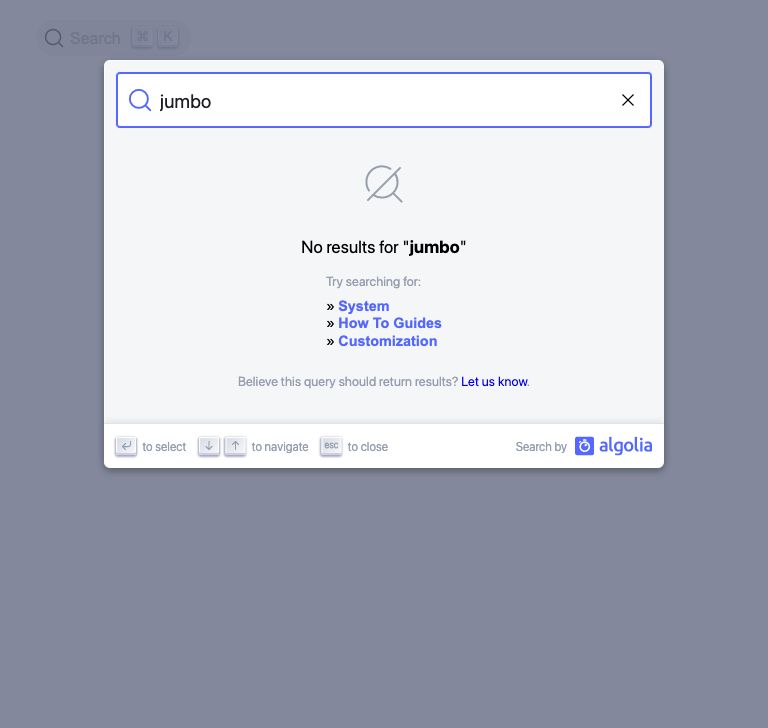 Search ⌘ K
jumbo
No results for "jumbo"
Try searching for:
» System
» How To Guides
» Customization
Believe this query should return results? Let us know.
to select to navigate esc to close Search by algolia